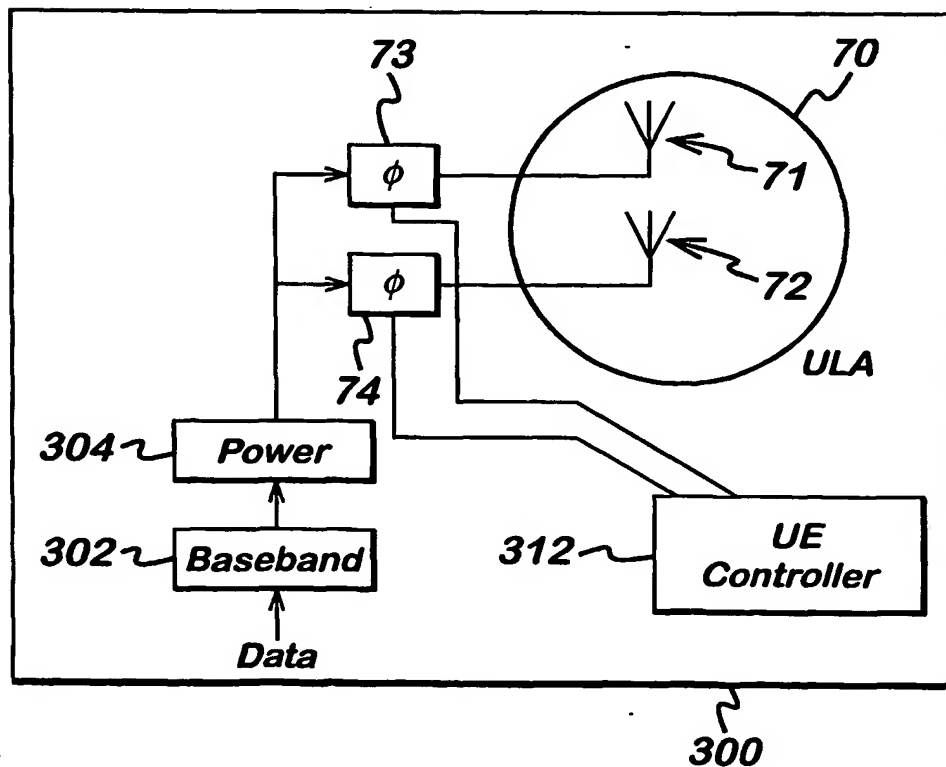 73
70
ϕ
71
ϕ
72
74
ULA
304
Power
302
Baseband
312
UE
Controller
Data
300